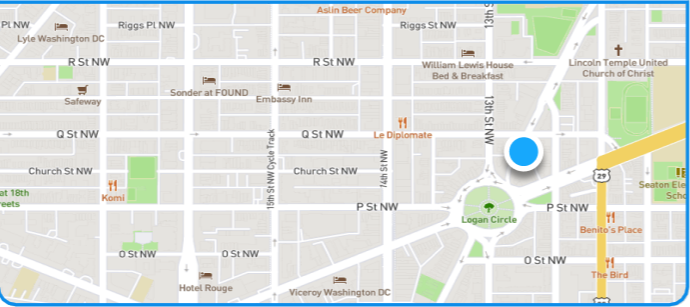 Aslin Beer Company
PL NW
Riggs Pl NW
Riggs St NW
13th S
Lyle Washington DC
R St NW
R St NW
William Lewis House
Bed & Breakfast
Lincoln Temple United
Church of Christ
Safeway
Sonder at FOUND
Embassy Inn
13th St NW
Q St NW
Q St NW
Le Diplomate
15th St NW Cycle Track
14th St NW
Church St NW
Church St NW
29
Komi
at 18th
reets
Seaton Ele
Scho
P St NW
Logan Circle
P St NW
Benito's Place
O St NW
O St NW
O St NW
Hotel Rouge
Viceroy Washington DC
The Bird